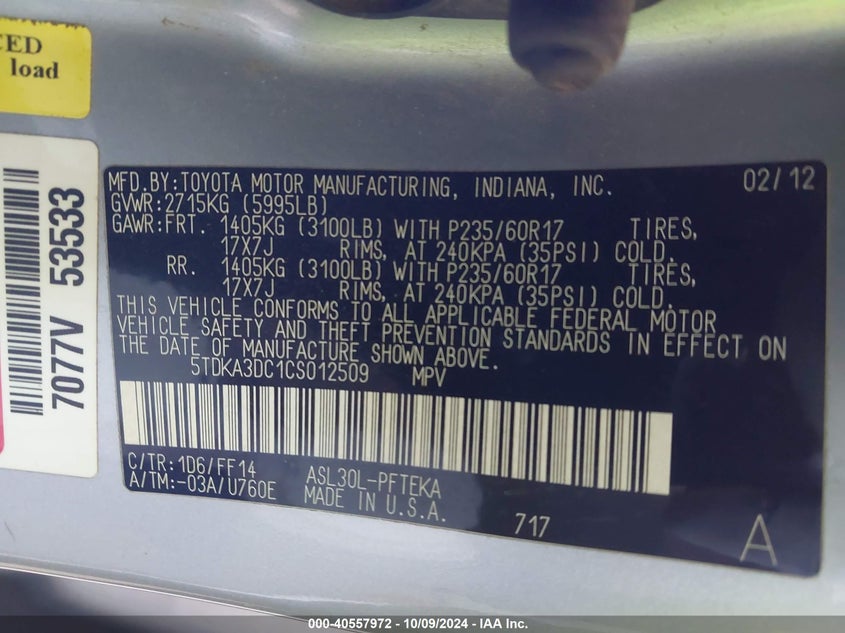 CED
load
7077V 53533
MFD.BY:TOYOTA MOTOR MANUFACTURING, INDIANA, INC. 02/12
GVWR:2715KG (5995LB)
GAWR:FRT. 1405KG (3100LB) WITH P235/60R17 TIRES,
17X7J RIMS, AT 240KPA (35PSI) COLD.
RR. 1405KG (3100LB) WITH P235/60R17 TIRES,
17X7J RIMS, AT 240KPA (35PSI) COLD.
THIS VEHICLE CONFORMS TO ALL APPLICABLE FEDERAL MOTOR
VEHICLE SAFETY AND THEFT PREVENTION STANDARDS IN EFFECT ON
THE DATE OF MANUFACTURE SHOWN ABOVE.
5TDKA3DC1CS012509 MPV
C/TR:1D6/FF14 ASL30L-PFTEKA
A/TM:-03A/U760E MADE IN U.S.A.
717
A
000-40557972 - 10/09/2024 - IAA Inc.